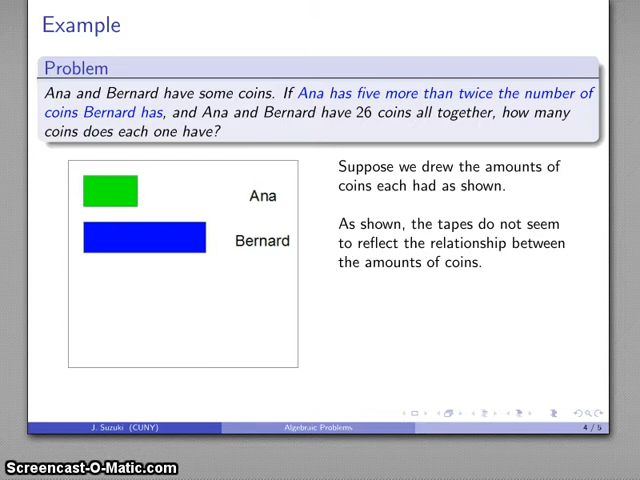 Example
Problem
Ana and Bernard have some coins. If Ana has five more than twice the number of
coins Bernard has, and Ana and Bernard have 26 coins all together, how many
coins does each one have?
Ana
Bernard
Suppose we drew the amounts of
coins each had as shown.
As shown, the tapes do not seem
to reflect the relationship between
the amounts of coins.
J. Suzuki (CUNY)
Algebraic Problems
4 / 5
Screencast-O-Matic.com